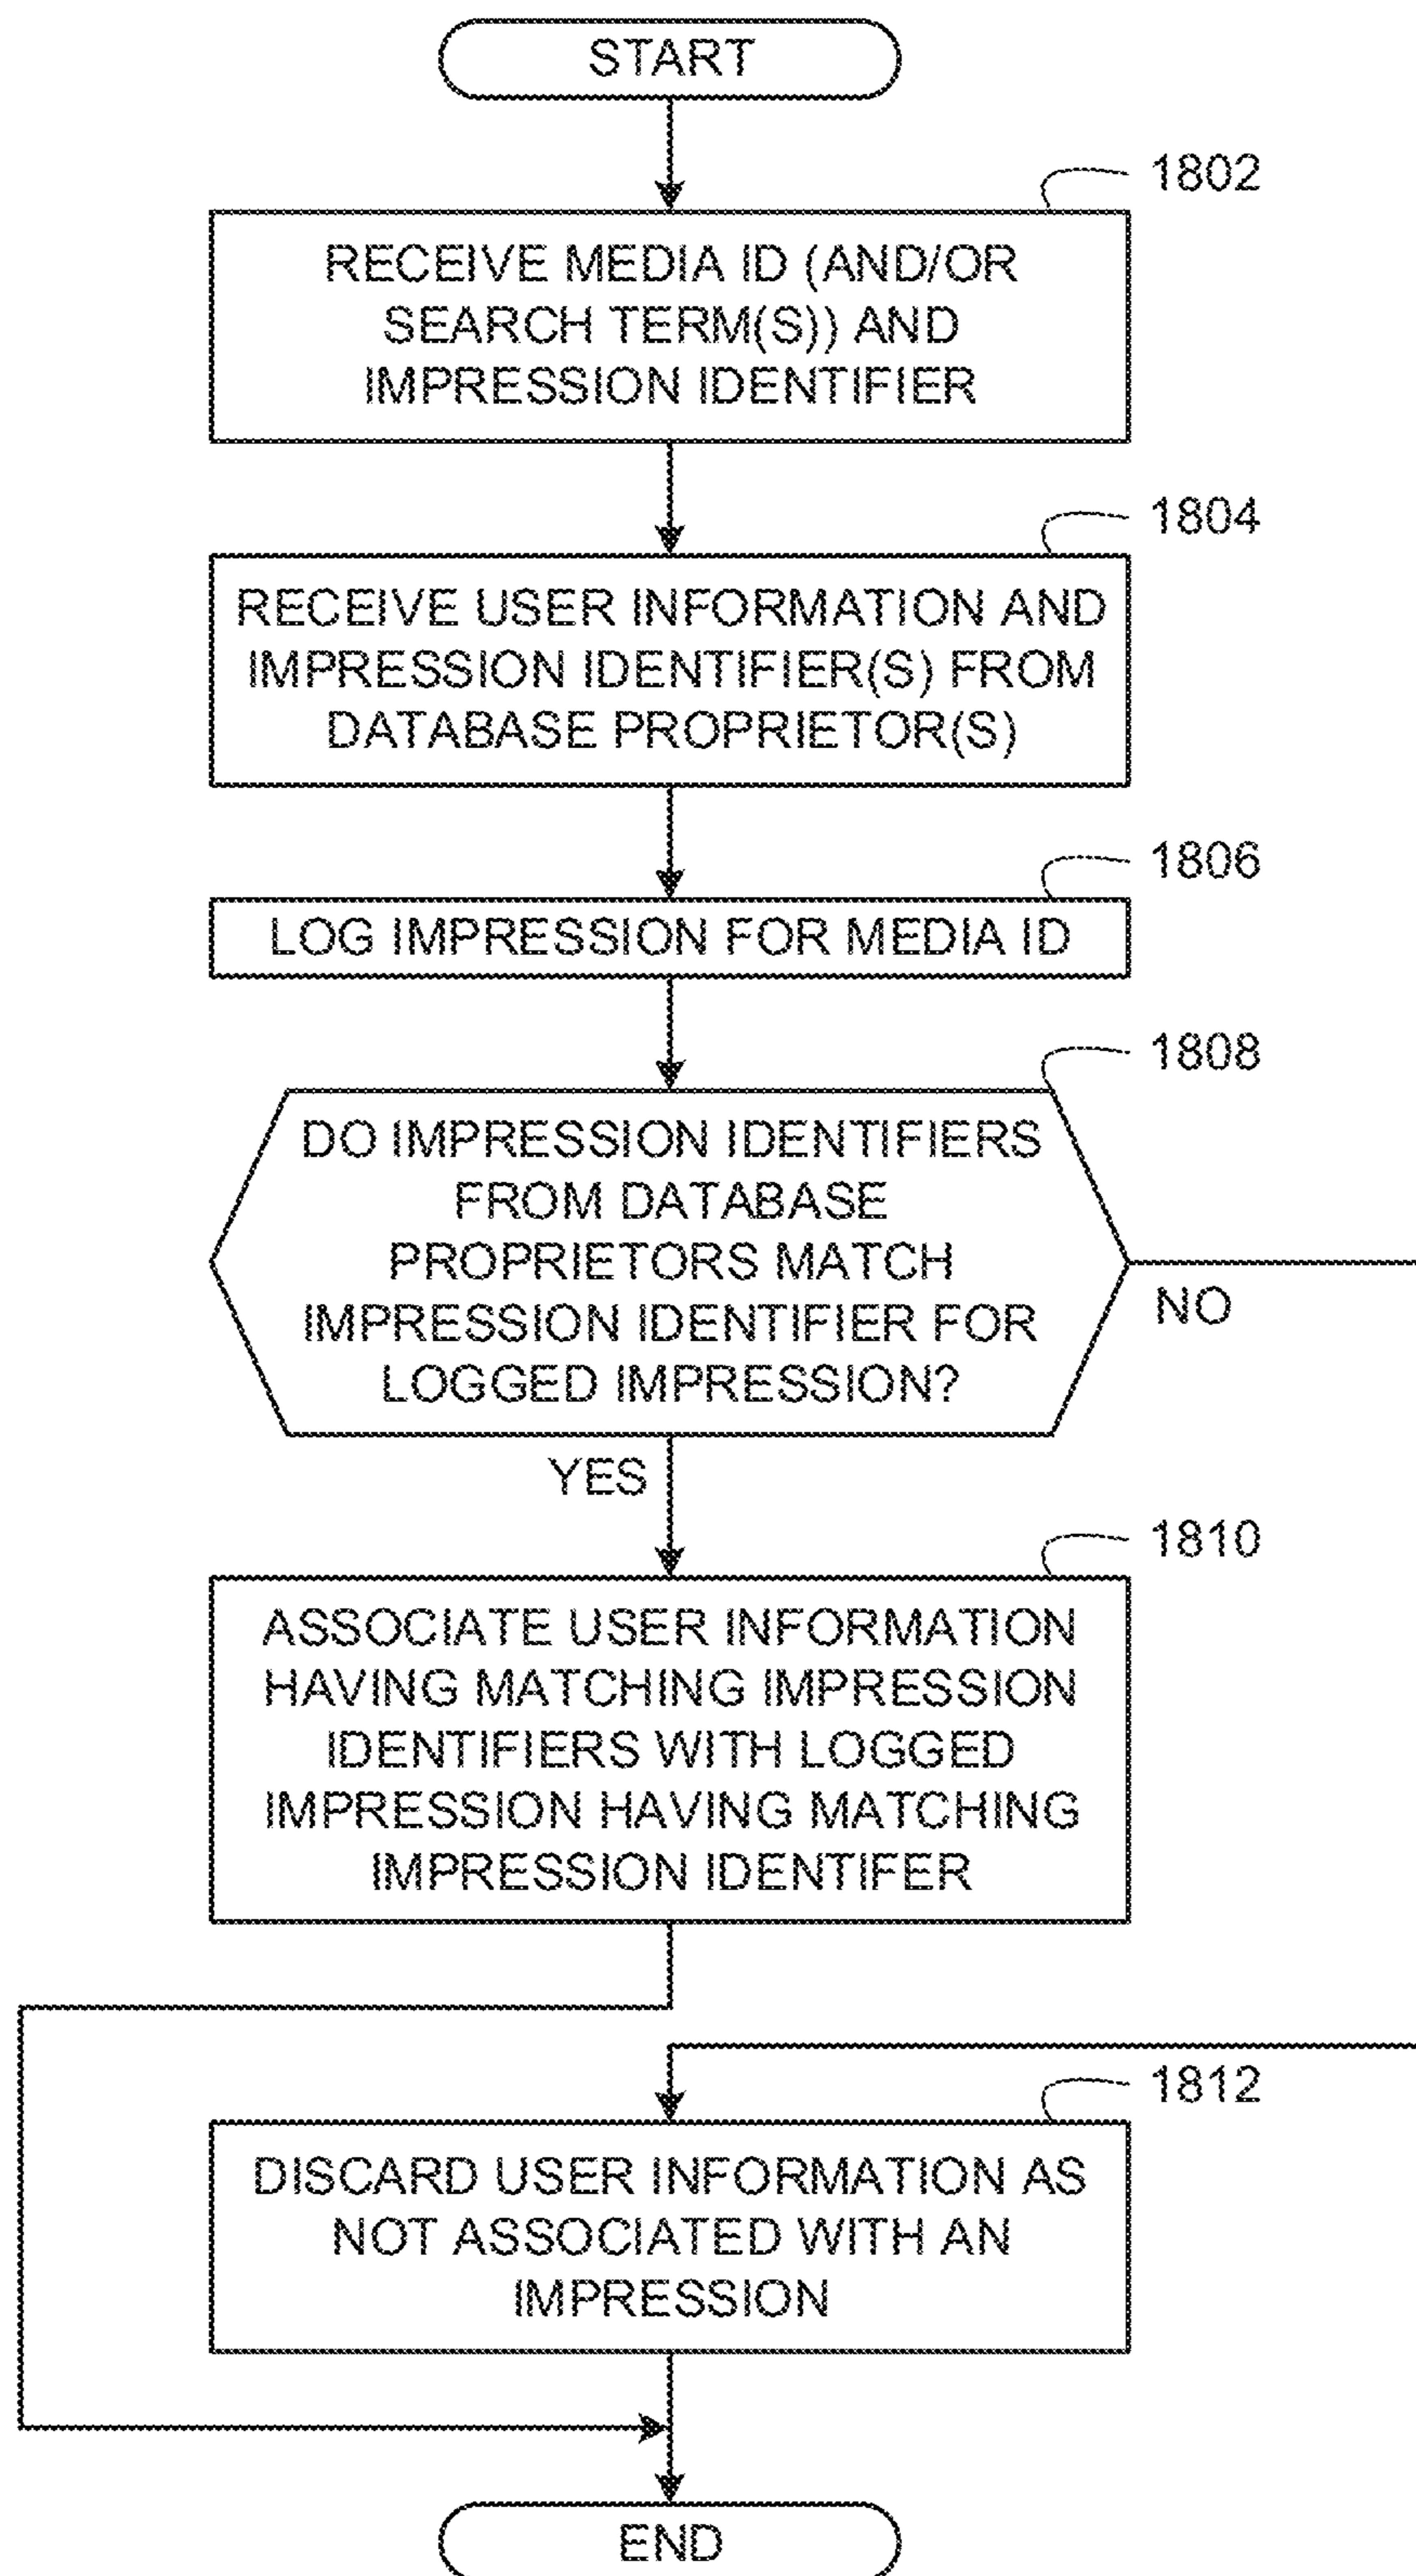 START
1802
RECEIVE MEDIA ID (AND/OR
SEARCH TERM(S)) AND
IMPRESSION IDENTIFIER
1804
RECEIVE USER INFORMATION AND
IMPRESSION IDENTIFIER(S) FROM
DATABASE PROPRIETOR(S)
1806
LOG IMPRESSION FOR MEDIA ID
1808
DO IMPRESSION IDENTIFIERS
FROM DATABASE
PROPRIETORS MATCH
IMPRESSION IDENTIFIER FOR
LOGGED IMPRESSION?
NO
YES
1810
ASSOCIATE USER INFORMATION
HAVING MATCHING IMPRESSION
IDENTIFIERS WITH LOGGED
IMPRESSION HAVING MATCHING
IMPRESSION IDENTIFER
1812
DISCARD USER INFORMATION AS
NOT ASSOCIATED WITH AN
IMPRESSION
END